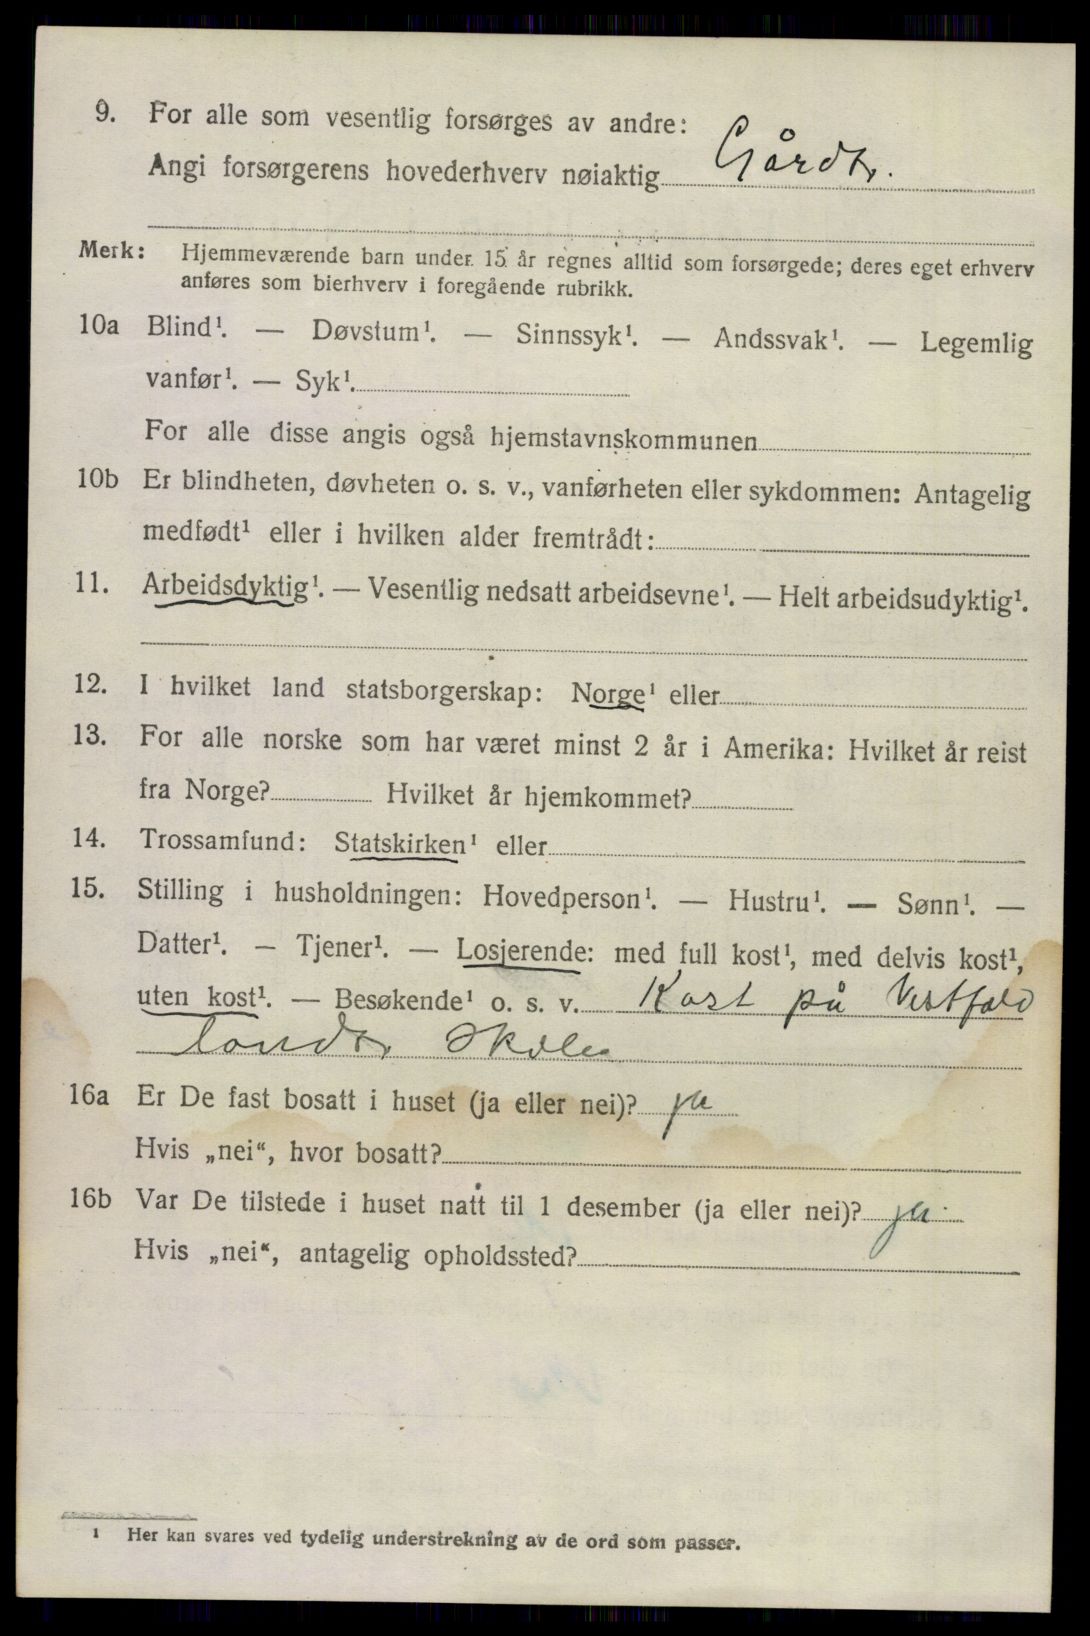 9. For alle som vesentlig forsørges av andre:
Angi forsørgerens hovederhverv nøiaktig Gårdb.
Merk: Hjemmeværende barn under 15 år regnes alltid som forsørgede; deres eget erhverv
anføres som bierhverv i foregående rubrikk.
10a Blind¹. — Døvstum¹. — Sinnssyk¹. — Andssvak¹. — Legemlig
vanfør¹. — Syk¹.
For alle disse angis også hjemstavnskommunen
10b Er blindheten, døvheten o. s. v., vanførheten eller sykdommen: Antagelig
medfødt¹ eller i hvilken alder fremtrådt:
11. Arbeidsdyktig¹. — Vesentlig nedsatt arbeidsevne¹. — Helt arbeidsudyktig¹.
12. I hvilket land statsborgerskap: Norge¹ eller
13. For alle norske som har været minst 2 år i Amerika: Hvilket år reist
fra Norge? Hvilket år hjemkommet?
14. Trossamfund: Statskirken¹ eller
15. Stilling i husholdningen: Hovedperson¹. — Hustru¹. — Sønn¹. —
Datter¹. — Tjener¹. — Losjerende: med full kost¹, med delvis kost¹,
uten kost¹. — Besøkende¹ o. s. v. Kost på Vestfold
landbr Skole
16a Er De fast bosatt i huset (ja eller nei)? ja
Hvis „nei“, hvor bosatt?
16b Var De tilstede i huset natt til 1 desember (ja eller nei)? ja
Hvis „nei“, antagelig opholdssted?
¹ Her kan svares ved tydelig understrekning av de ord som passer.